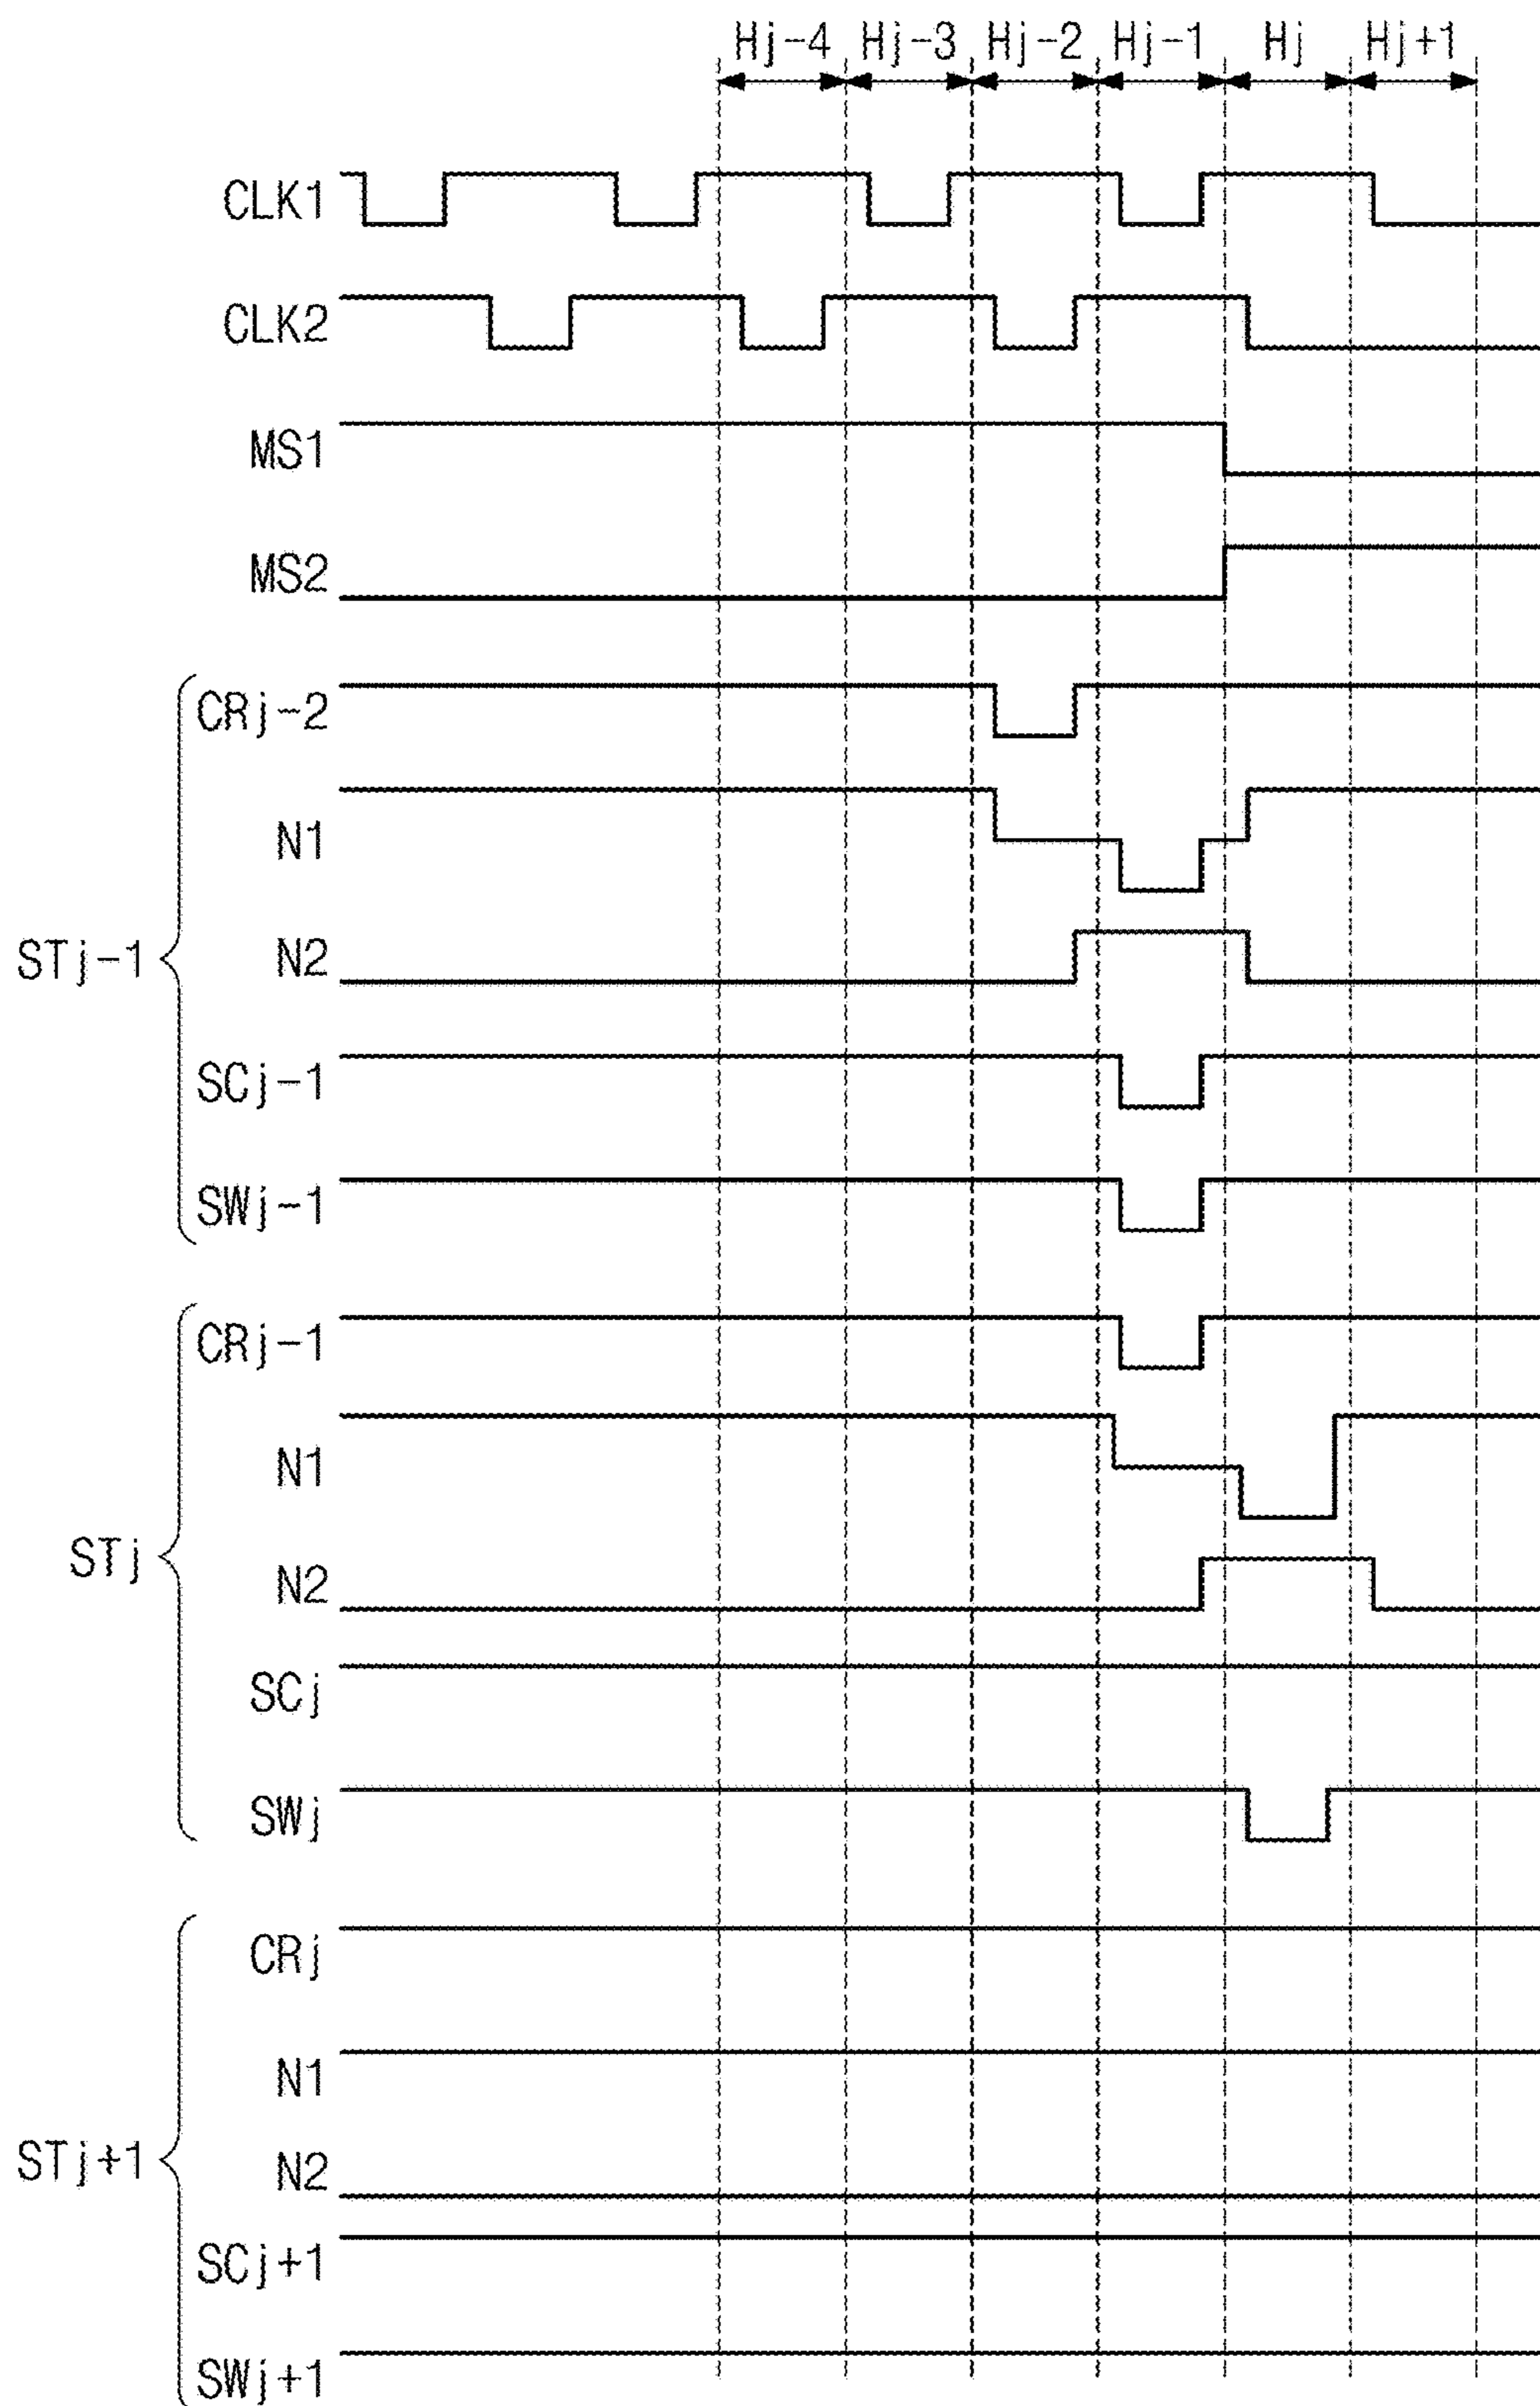 Hj-4 Hj-3 Hj-2 Hj-1 Hj Hj+1
CLK1
CLK2
MS1
MS2
STj-1
CRj-2
N1
N2
SCj-1
SWj-1
STj
CRj-1
N1
N2
SCj
SWj
STj+1
CRj
N1
N2
SCj+1
SWj+1